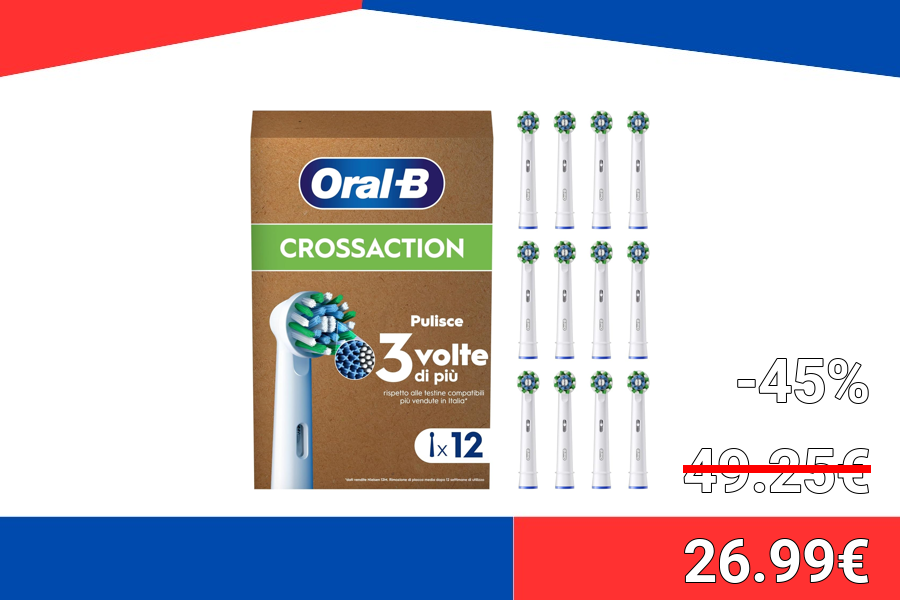 Oral-B
CROSSACTION
Pulisce
3 volte
di più
rispetto alle testine compatibili
più vendute in Italia*
x 12
-45%
49.25€
26.99€